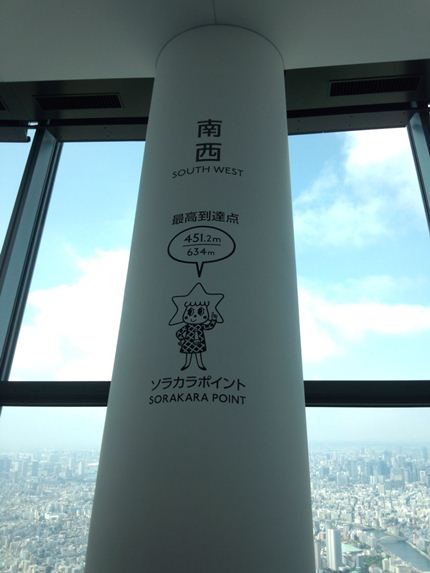 南
西
SOUTH WEST
最高到達点
451.2m
634m
ソラカラポイント
SORAKARA POINT